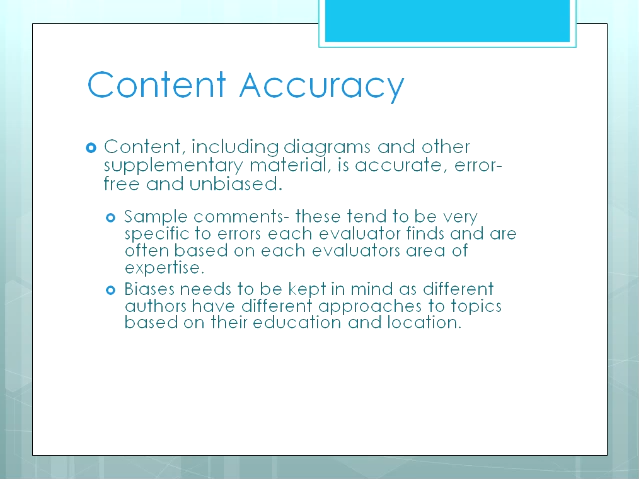 Content Accuracy
Content, including diagrams and other
supplementary material, is accurate, error-
free and unbiased.
Sample comments- these tend to be very
specific to errors each evaluator finds and are
often based on each evaluators area of
expertise.
Biases needs to be kept in mind as different
authors have different approaches to topics
based on their education and location.